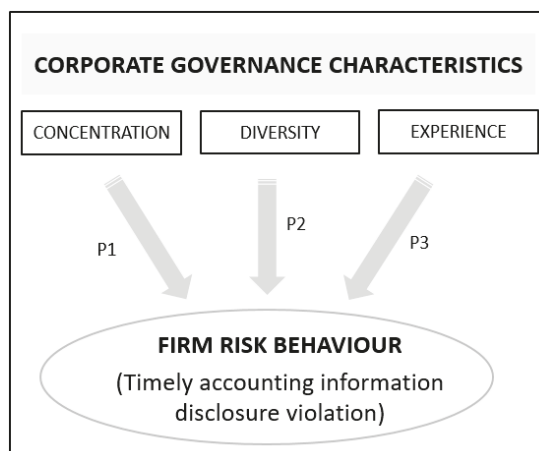 CORPORATE GOVERNANCE CHARACTERISTICS
CONCENTRATION
DIVERSITY
EXPERIENCE
P1
P2
P3
FIRM RISK BEHAVIOUR
(Timely accounting information
disclosure violation)